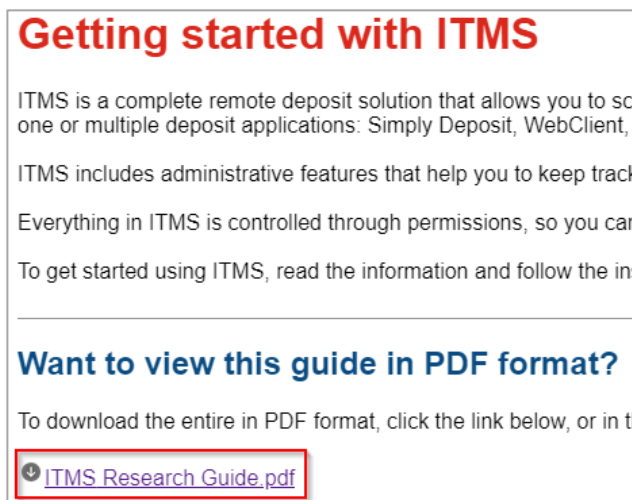 Getting started with ITMS
ITMS is a complete remote deposit solution that allows you to sc
one or multiple deposit applications: Simply Deposit, WebClient,
ITMS includes administrative features that help you to keep track
Everything in ITMS is controlled through permissions, so you can
To get started using ITMS, read the information and follow the ins
Want to view this guide in PDF format?
To download the entire in PDF format, click the link below, or in t
ITMS Research Guide.pdf